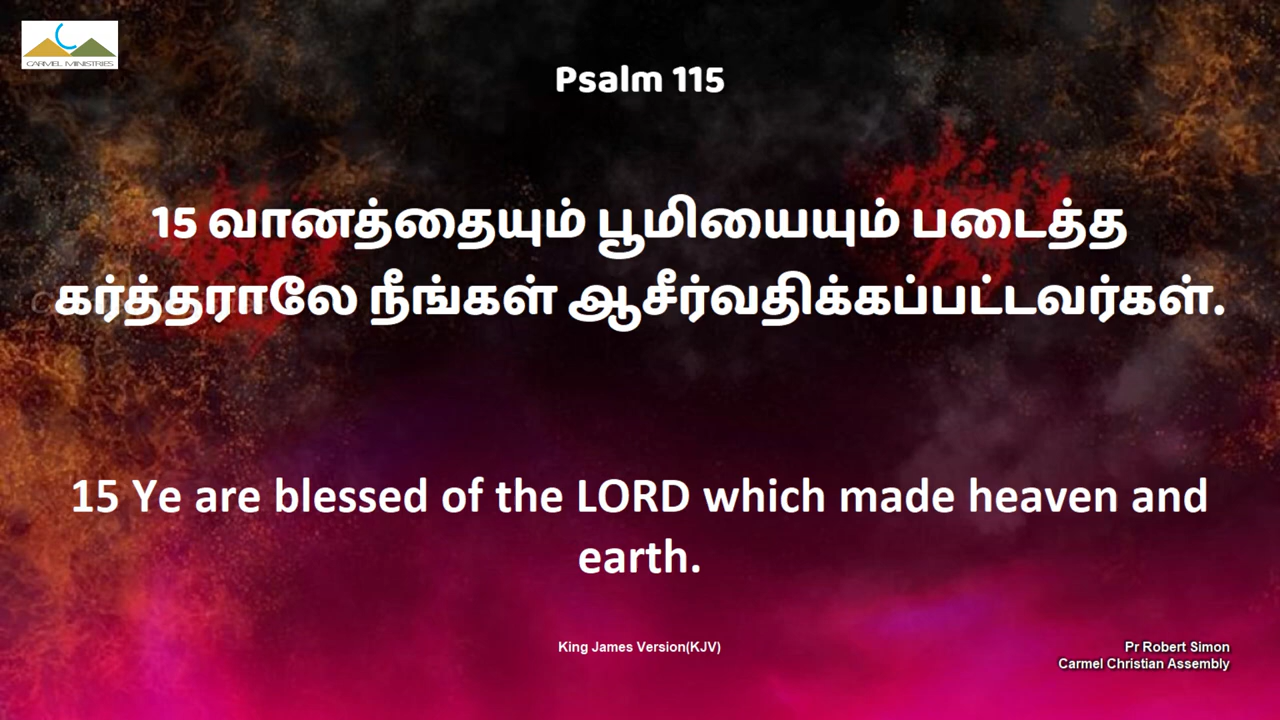 CARMEL MINISTRIES
Psalm 115
15 வானத்தையும் பூமியையும் படைத்த
கர்த்தராலே நீங்கள் ஆசீர்வதிக்கப்பட்டவர்கள்.
15 Ye are blessed of the LORD which made heaven and
earth.
King James Version(KJV)
Pr Robert Simon
Carmel Christian Assembly